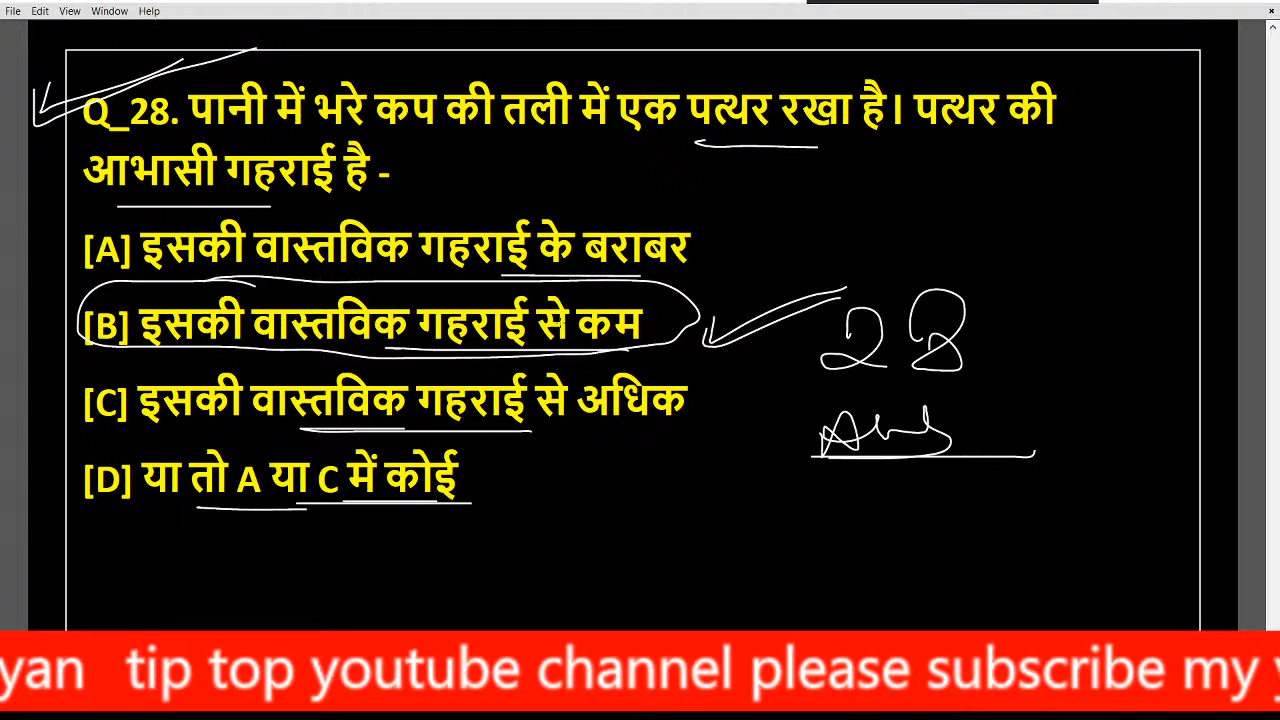 File Edit View Window Help
Q_28. पानी में भरे कप की तली में एक पत्थर रखा है। पत्थर की
आभासी गहराई है -
[A] इसकी वास्तविक गहराई के बराबर
[B] इसकी वास्तविक गहराई से कम
[C] इसकी वास्तविक गहराई से अधिक
[D] या तो A या C में कोई
28
yan tip top youtube channel please subscribe my